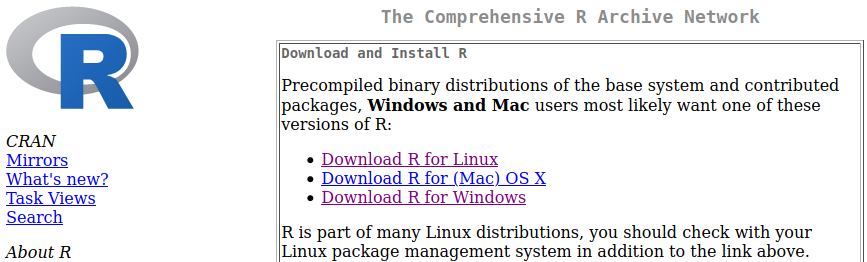 R
The Comprehensive R Archive Network
CRAN
Mirrors
What's new?
Task Views
Search
About R
Download and Install R
Precompiled binary distributions of the base system and contributed
packages, Windows and Mac users most likely want one of these
versions of R:
Download R for Linux
Download R for (Mac) OS X
Download R for Windows
R is part of many Linux distributions, you should check with your
Linux package management system in addition to the link above.